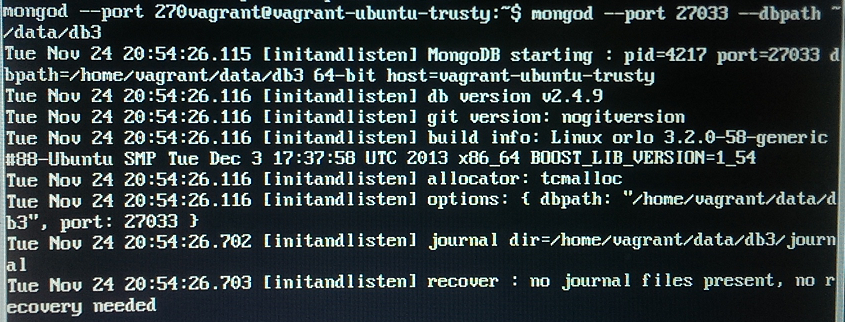 mongod --port 270vagrant@vagrant-ubuntu-trusty:~$ mongod --port 27033 --dbpath ~
/data/db3
Tue Nov 24 20:54:26.115 [initandlisten] MongoDB starting : pid=4217 port=27033 d
bpath=/home/vagrant/data/db3 64-bit host=vagrant-ubuntu-trusty
Tue Nov 24 20:54:26.116 [initandlisten] db version v2.4.9
Tue Nov 24 20:54:26.116 [initandlisten] git version: nogitversion
Tue Nov 24 20:54:26.116 [initandlisten] build info: Linux orlo 3.2.0-58-generic
#88-Ubuntu SMP Tue Dec 3 17:37:58 UTC 2013 x86_64 BOOST_LIB_VERSION=1_54
Tue Nov 24 20:54:26.116 [initandlisten] allocator: tcmalloc
Tue Nov 24 20:54:26.116 [initandlisten] options: { dbpath: "/home/vagrant/data/d
b3", port: 27033 }
Tue Nov 24 20:54:26.702 [initandlisten] journal dir=/home/vagrant/data/db3/journ
al
Tue Nov 24 20:54:26.703 [initandlisten] recover : no journal files present, no r
ecovery needed